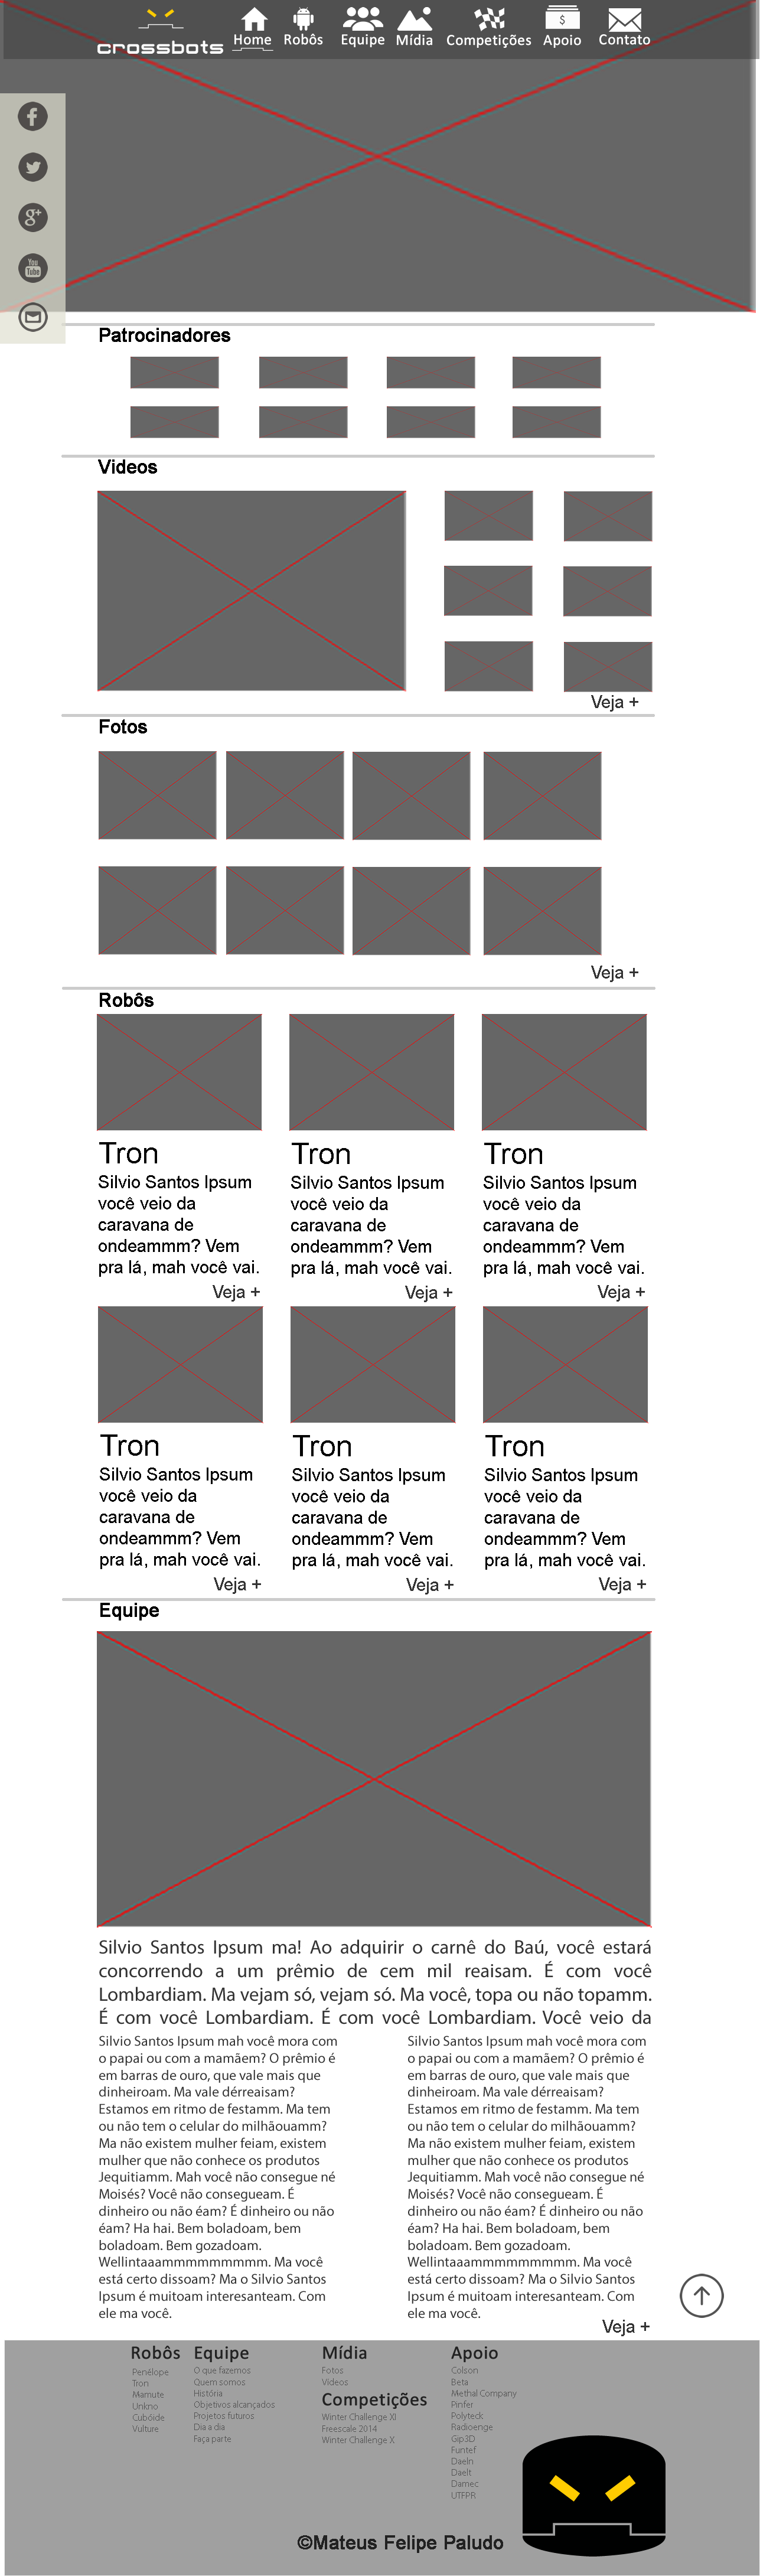 crossbots
Home Robôs Equipe Mídia Competições Apoio Contato
$
f
g+
You
Tube
Patrocinadores
Videos
Veja +
Fotos
Veja +
Robôs
Tron
Silvio Santos Ipsum
você veio da
caravana de
ondeammm? Vem
pra lá, mah você vai.
Veja +
Tron
Silvio Santos Ipsum
você veio da
caravana de
ondeammm? Vem
pra lá, mah você vai.
Veja +
Tron
Silvio Santos Ipsum
você veio da
caravana de
ondeammm? Vem
pra lá, mah você vai.
Veja +
Tron
Silvio Santos Ipsum
você veio da
caravana de
ondeammm? Vem
pra lá, mah você vai.
Veja +
Tron
Silvio Santos Ipsum
você veio da
caravana de
ondeammm? Vem
pra lá, mah você vai.
Veja +
Tron
Silvio Santos Ipsum
você veio da
caravana de
ondeammm? Vem
pra lá, mah você vai.
Veja +
Equipe
Silvio Santos Ipsum ma! Ao adquirir o carnê do Baú, você estará
concorrendo a um prêmio de cem mil reaisam. É com você
Lombardiam. Ma vejam só, vejam só. Ma você, topa ou não topamm.
É com você Lombardiam. É com você Lombardiam. Você veio da
Silvio Santos Ipsum mah você mora com
o papai ou com a mamãem? O prêmio é
em barras de ouro, que vale mais que
dinheiroam. Ma vale dérreaisam?
Estamos em ritmo de festamm. Ma tem
ou não tem o celular do milhãouamm?
Ma não existem mulher feiam, existem
mulher que não conhece os produtos
Jequitiamm. Mah você não consegue né
Moisés? Você não consegueam. É
dinheiro ou não éam? É dinheiro ou não
éam? Ha hai. Bem boladoam, bem
boladoam. Bem gozadoam.
Wellintaaammmmmmmmm. Ma você
está certo dissoam? Ma o Silvio Santos
Ipsum é muitoam interesanteam. Com
ele ma você.
Silvio Santos Ipsum mah você mora com
o papai ou com a mamãem? O prêmio é
em barras de ouro, que vale mais que
dinheiroam. Ma vale dérreaisam?
Estamos em ritmo de festamm. Ma tem
ou não tem o celular do milhãouamm?
Ma não existem mulher feiam, existem
mulher que não conhece os produtos
Jequitiamm. Mah você não consegue né
Moisés? Você não consegueam. É
dinheiro ou não éam? É dinheiro ou não
éam? Ha hai. Bem boladoam, bem
boladoam. Bem gozadoam.
Wellintaaammmmmmmmm. Ma você
está certo dissoam? Ma o Silvio Santos
Ipsum é muitoam interesanteam. Com
ele ma você.
Veja +
Robôs
Penélope
Tron
Mamute
Unkno
Cubóide
Vulture
Equipe
O que fazemos
Quem somos
História
Objetivos alcançados
Projetos futuros
Dia a dia
Faça parte
Mídia
Fotos
Vídeos
Competições
Winter Challenge XI
Freescale 2014
Winter Challenge X
Apoio
Colson
Beta
Methal Company
Pinfer
Polyteck
Radioenge
Gip3D
Funtef
Daeln
Daelt
Damec
UTFPR
©Mateus Felipe Paludo